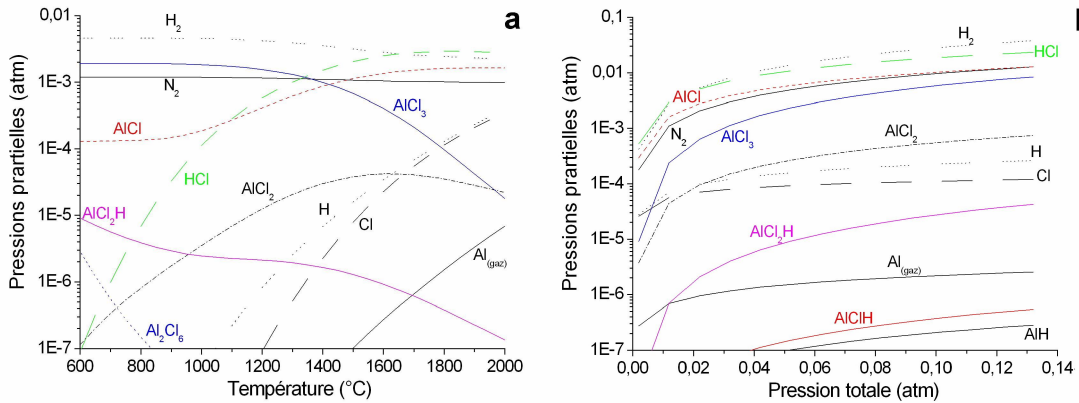 a
0,01
1E-3
1E-4
1E-5
1E-6
1E-7
Pressions prartielles (atm)
H₂
N₂
AlCl₃
AlCl
HCl
AlCl₂
H
Cl
AlCl₂H
Al₂Cl₆
Al(gaz)
600 800 1000 1200 1400 1600 1800 2000
Température (°C)
0,1
0,01
1E-3
1E-4
1E-5
1E-6
1E-7
Pressions prartielles (atm)
H₂
HCl
AlCl
N₂
AlCl₃
AlCl₂
H
Cl
AlCl₂H
Al(gaz)
AlClH
AlH
0,00 0,02 0,04 0,06 0,08 0,10 0,12 0,14
Pression totale (atm)